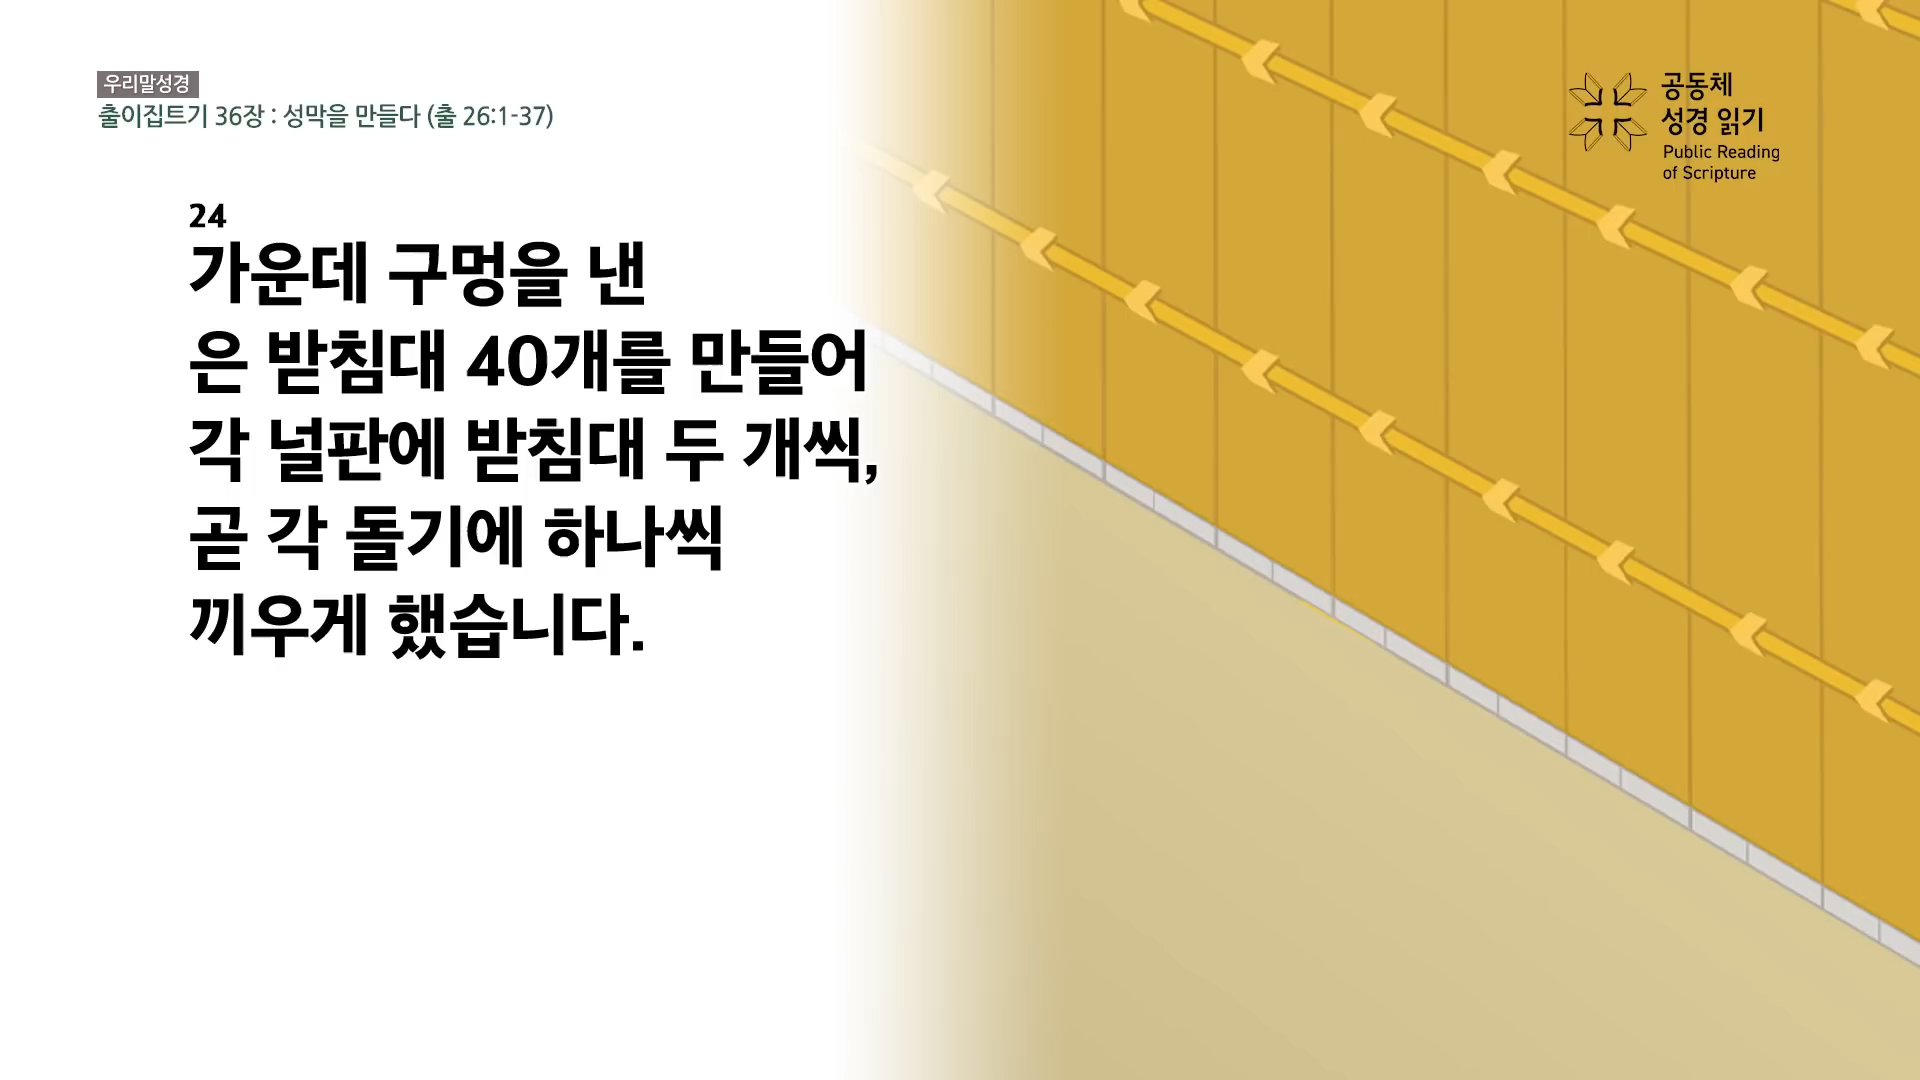 우리말성경
출이집트기 36장 : 성막을 만들다 (출 26:1-37)
공동체
성경 읽기
Public Reading
of Scripture
24
가운데 구멍을 낸
은 받침대 40개를 만들어
각 널판에 받침대 두 개씩,
곧 각 돌기에 하나씩
끼우게 했습니다.